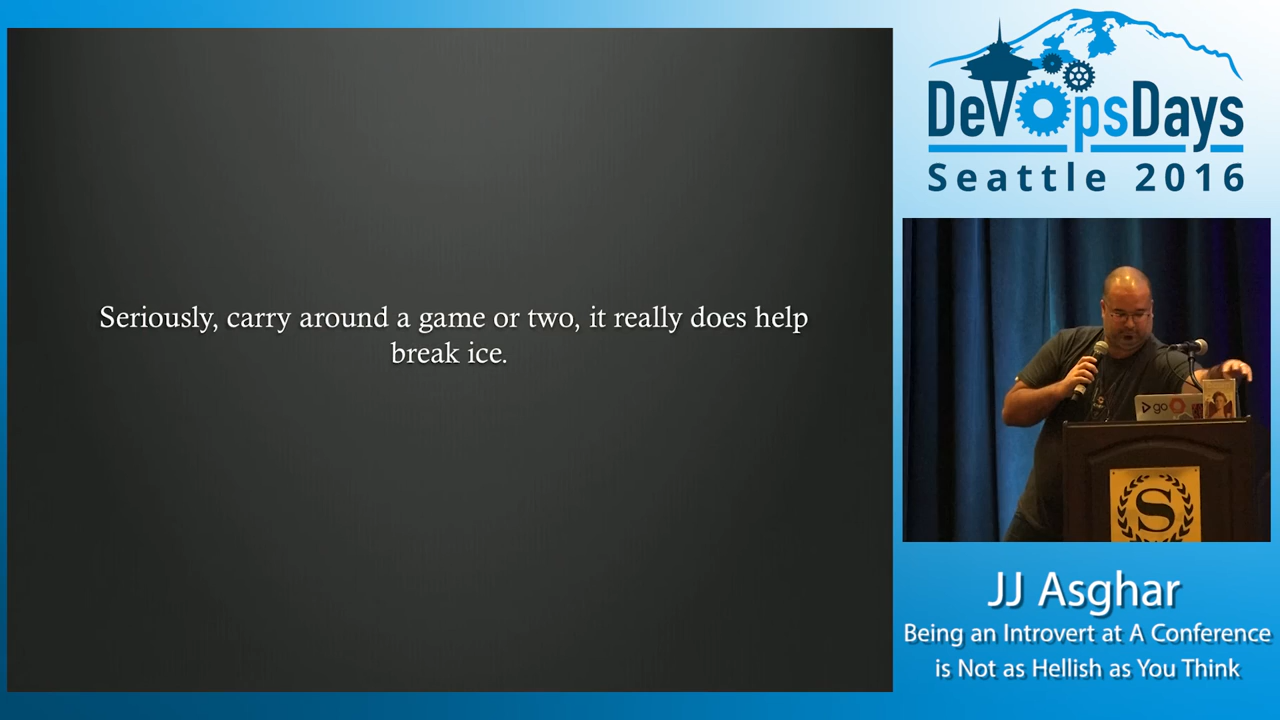 Seriously, carry around a game or two, it really does help
break ice.
DevOpsDays
Seattle 2016
go
S
JJ Asghar
Being an Introvert at A Conference
is Not as Hellish as You Think